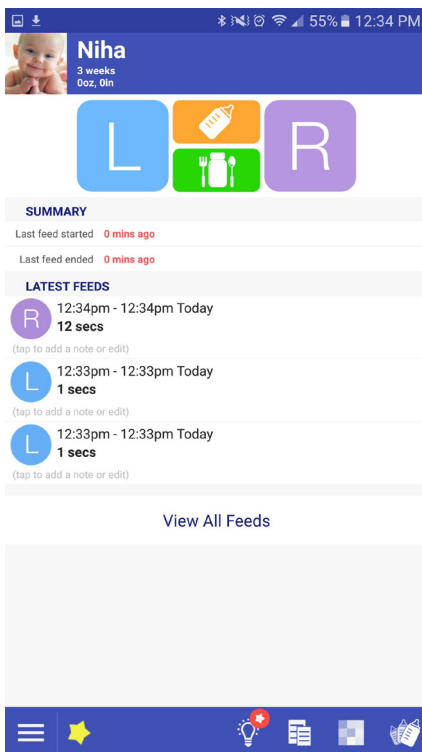 55% 12:34 PM
Niha
3 weeks
0oz, 0in
L
R
SUMMARY
Last feed started 0 mins ago
Last feed ended 0 mins ago
LATEST FEEDS
R
12:34pm - 12:34pm Today
12 secs
(tap to add a note or edit)
L
12:33pm - 12:33pm Today
1 secs
(tap to add a note or edit)
L
12:33pm - 12:33pm Today
1 secs
(tap to add a note or edit)
View All Feeds